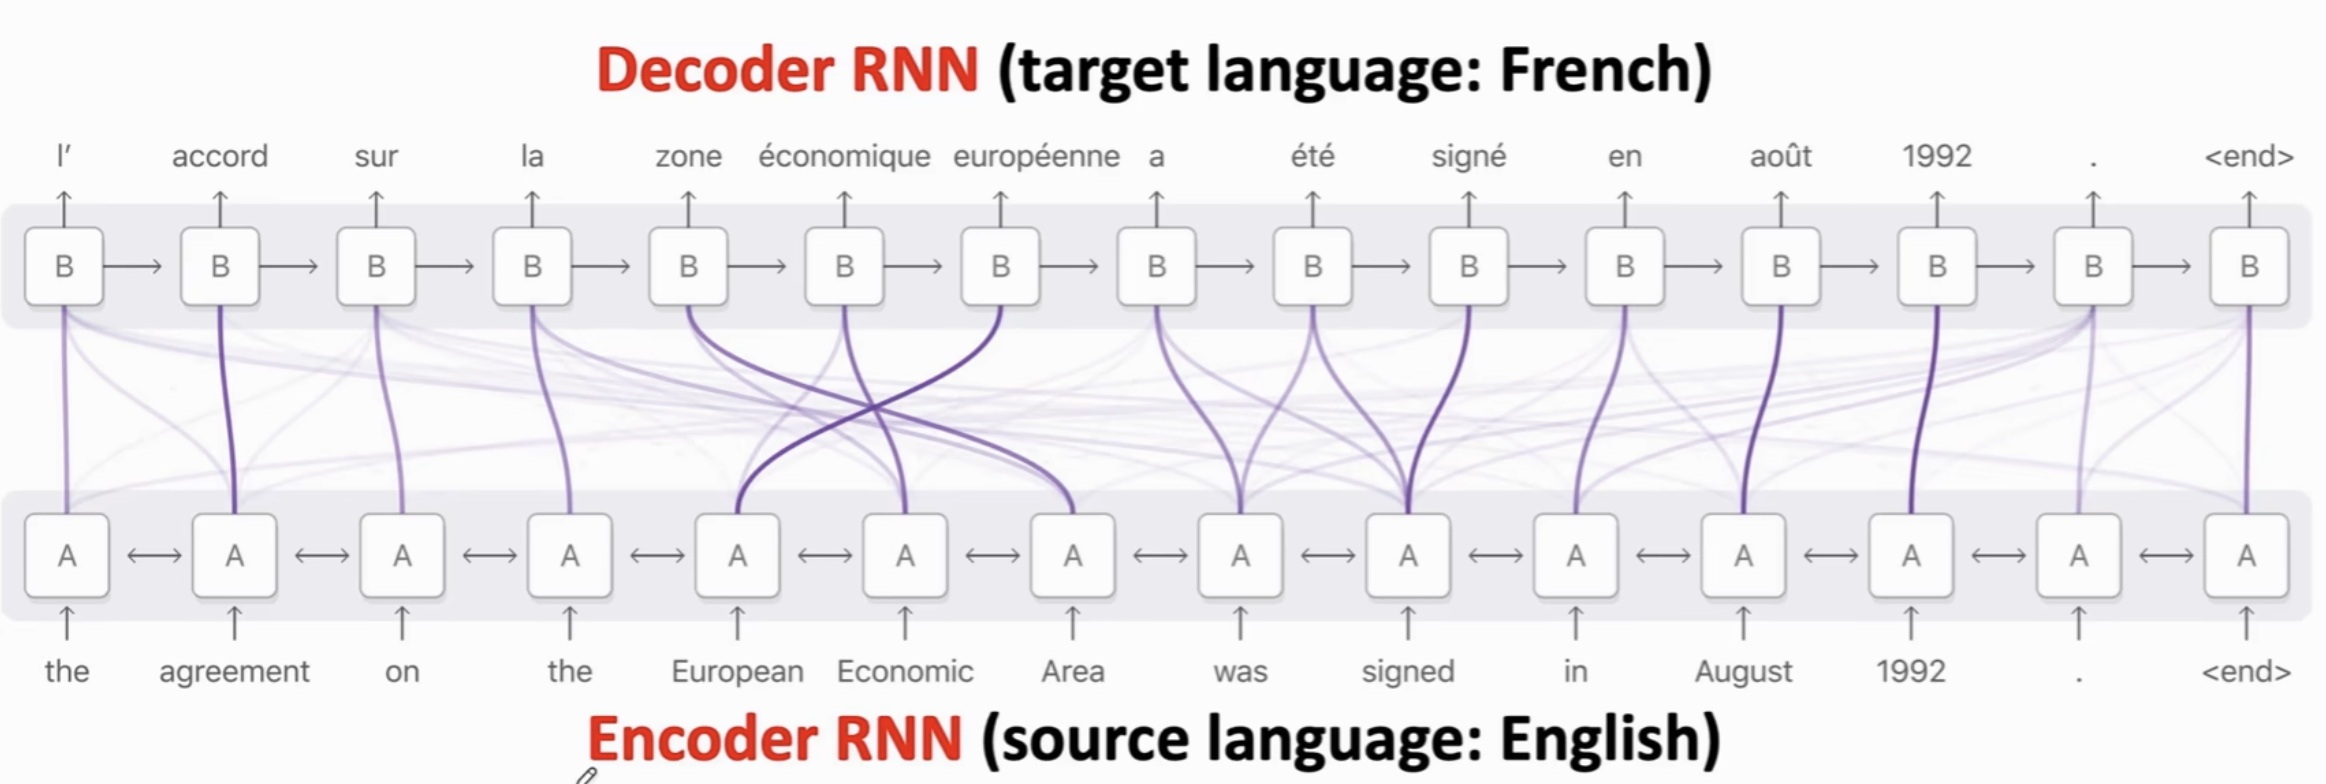 Decoder RNN (target language: French)
l' accord sur la zone économique européenne a été signé en août 1992 . <end>
B B B B B B B B B B B B B B B
A A A A A A A A A A A A A A
the agreement on the European Economic Area was signed in August 1992 . <end>
Encoder RNN (source language: English)